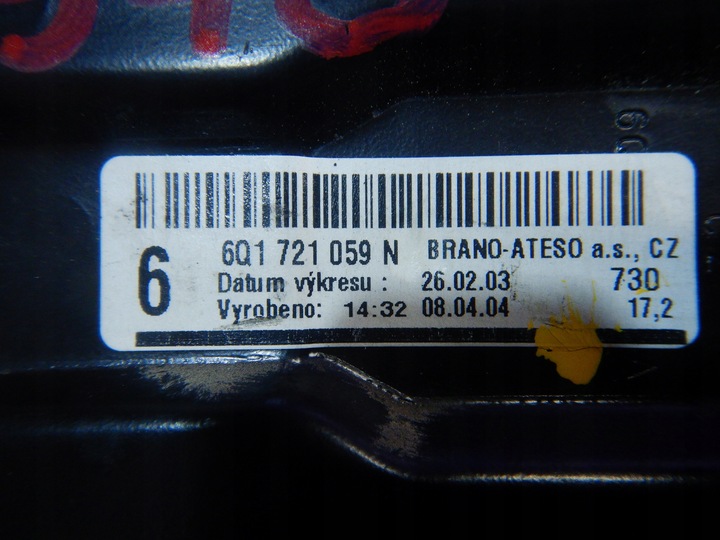 6
6Q1 721 059 N BRANO-ATESO a.s., CZ
Datum výkresu : 26.02.03 730
Vyrobeno: 14:32 08.04.04 17,2